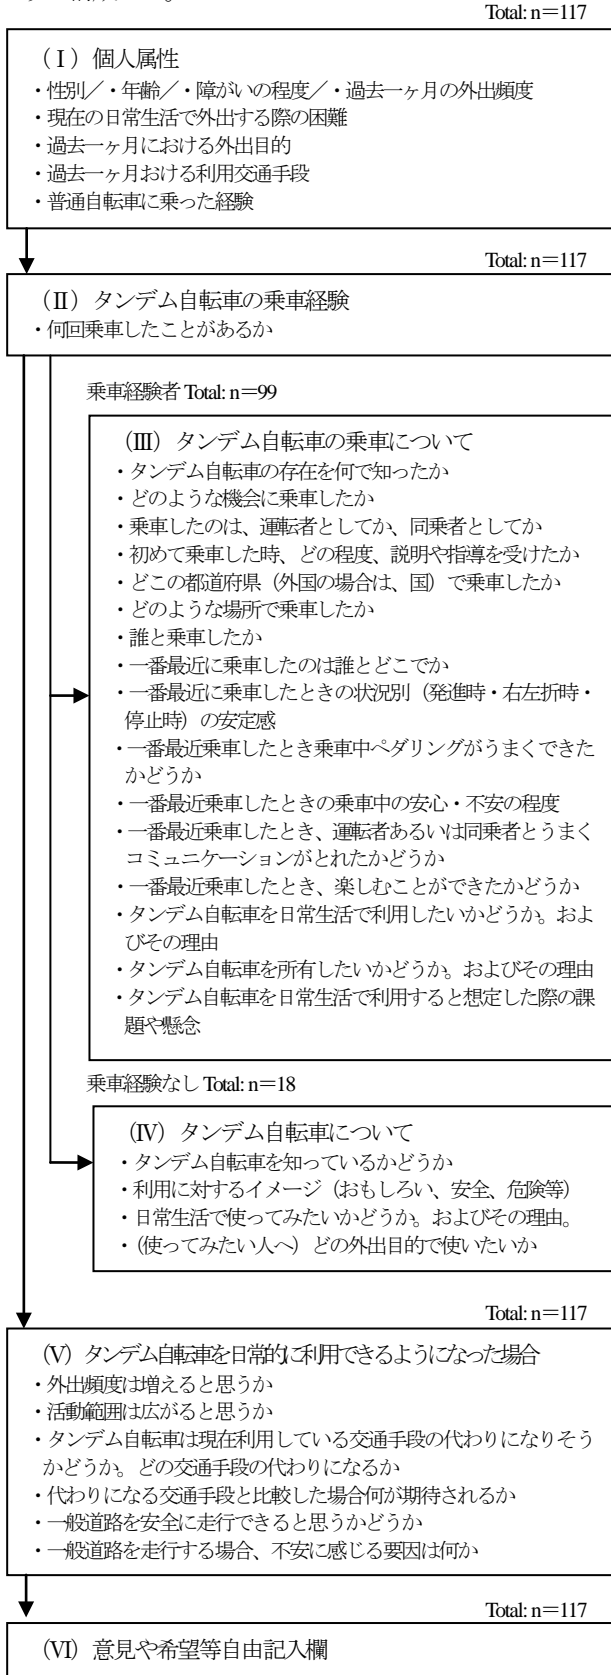 Total: n＝117
（Ⅰ）個人属性
・性別／・年齢／・障がいの程度／・過去一ヶ月の外出頻度
・現在の日常生活で外出する際の困難
・過去一ヶ月における外出目的
・過去一ヶ月おける利用交通手段
・普通自転車に乗った経験
Total: n＝117
（Ⅱ）タンデム自転車の乗車経験
・何回乗車したことがあるか
乗車経験者 Total: n＝99
（Ⅲ）タンデム自転車の乗車について
・タンデム自転車の存在を何で知ったか
・どのような機会に乗車したか
・乗車したのは、運転者としてか、同乗者としてか
・初めて乗車した時、どの程度、説明や指導を受けたか
・どこの都道府県（外国の場合は、国）で乗車したか
・どのような場所で乗車したか
・誰と乗車したか
・一番最近に乗車したのは誰とどこでか
・一番最近に乗車したときの状況別（発進時・右左折時・
停止時）の安定感
・一番最近乗車したとき乗車中ペダリングがうまくできた
かどうか
・一番最近乗車したときの乗車中の安心・不安の程度
・一番最近乗車したとき、運転者あるいは同乗者とうまく
コミュニケーションがとれたかどうか
・一番最近乗車したとき、楽しむことができたかどうか
・タンデム自転車を日常生活で利用したいかどうか。およ
びその理由
・タンデム自転車を所有したいかどうか。およびその理由
・タンデム自転車を日常生活で利用すると想定した際の課
題や懸念
乗車経験なし Total: n＝18
（Ⅳ）タンデム自転車について
・タンデム自転車を知っているかどうか
・利用に対するイメージ（おもしろい、安全、危険等）
・日常生活で使ってみたいかどうか。およびその理由。
・（使ってみたい人へ）どの外出目的で使いたいか
Total: n＝117
（Ⅴ）タンデム自転車を日常的に利用できるようになった場合
・外出頻度は増えると思うか
・活動範囲は広がると思うか
・タンデム自転車は現在利用している交通手段の代わりになりそう
かどうか。どの交通手段の代わりになるか
・代わりになる交通手段と比較した場合何が期待されるか
・一般道路を安全に走行できると思うかどうか
・一般道路を走行する場合、不安に感じる要因は何か
Total: n＝117
（Ⅵ）意見や希望等自由記入欄